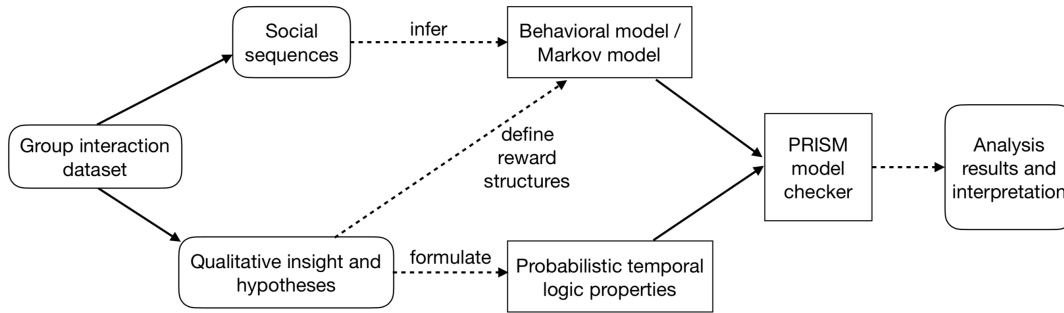 Social
sequences
infer
Behavioral model /
Markov model
Group interaction
dataset
define
reward
structures
PRISM
model
checker
Analysis
results and
interpretation
Qualitative insight and
hypotheses
formulate
Probabilistic temporal
logic properties